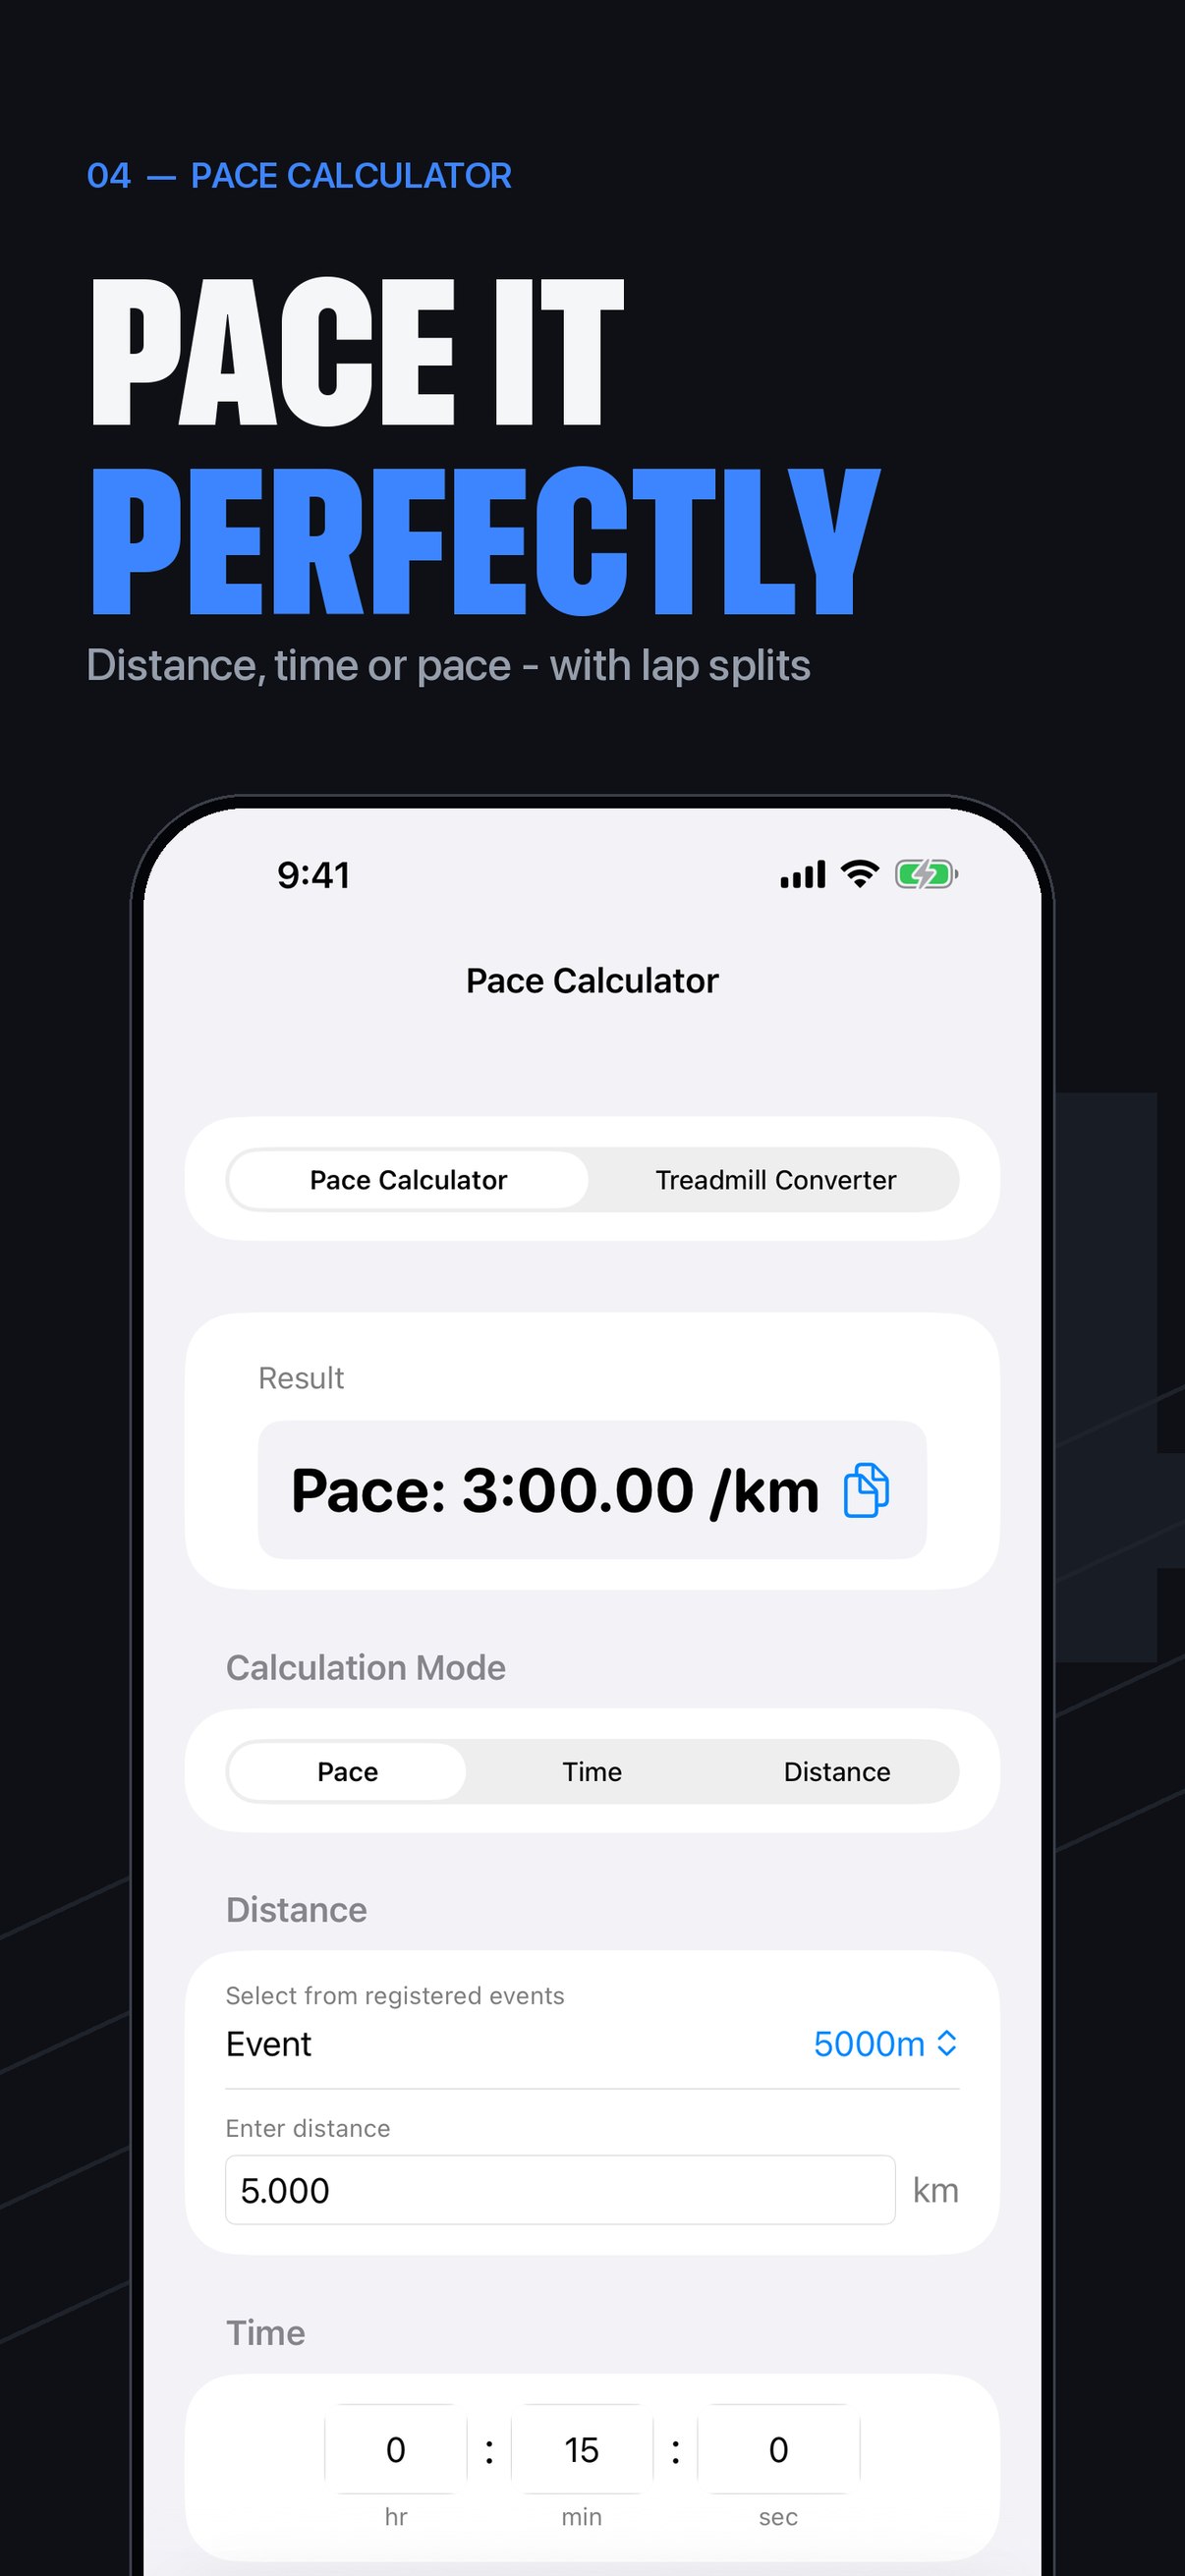 04 — PACE CALCULATOR
PACE IT
PERFECTLY
Distance, time or pace - with lap splits
9:41
Pace Calculator
Pace Calculator Treadmill Converter
Result
Pace: 3:00.00 /km
Calculation Mode
Pace Time Distance
Distance
Select from registered events
Event 5000m
Enter distance
5.000 km
Time
0 : 15 : 0
hr min sec